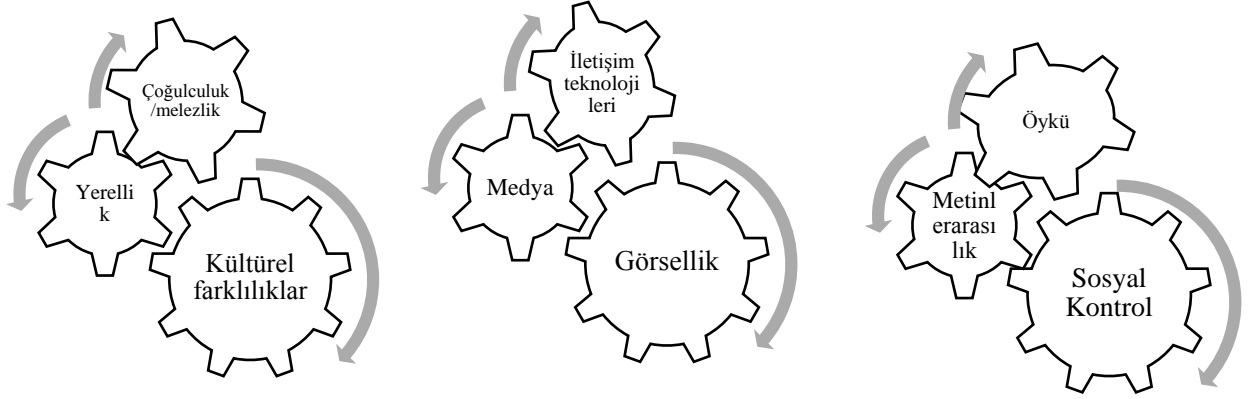 Çoğulculuk
/melezlik
Yerelli
k
Kültürel
farklılıklar
İletişim
teknoloji
leri
Medya
Görsellik
Öykü
Metinl
erarası
lık
Sosyal
Kontrol